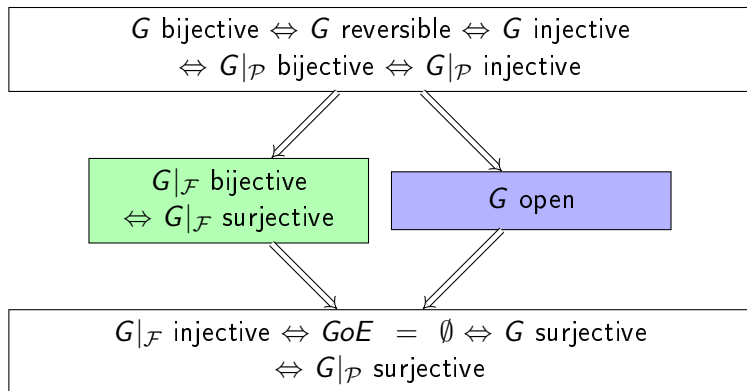 G bijective ⇔ G reversible ⇔ G injective
⇔ G|𝒫 bijective ⇔ G|𝒫 injective
G|ℱ bijective
⇔ G|ℱ surjective
G open
G|ℱ injective ⇔ GoE = ∅ ⇔ G surjective
⇔ G|𝒫 surjective